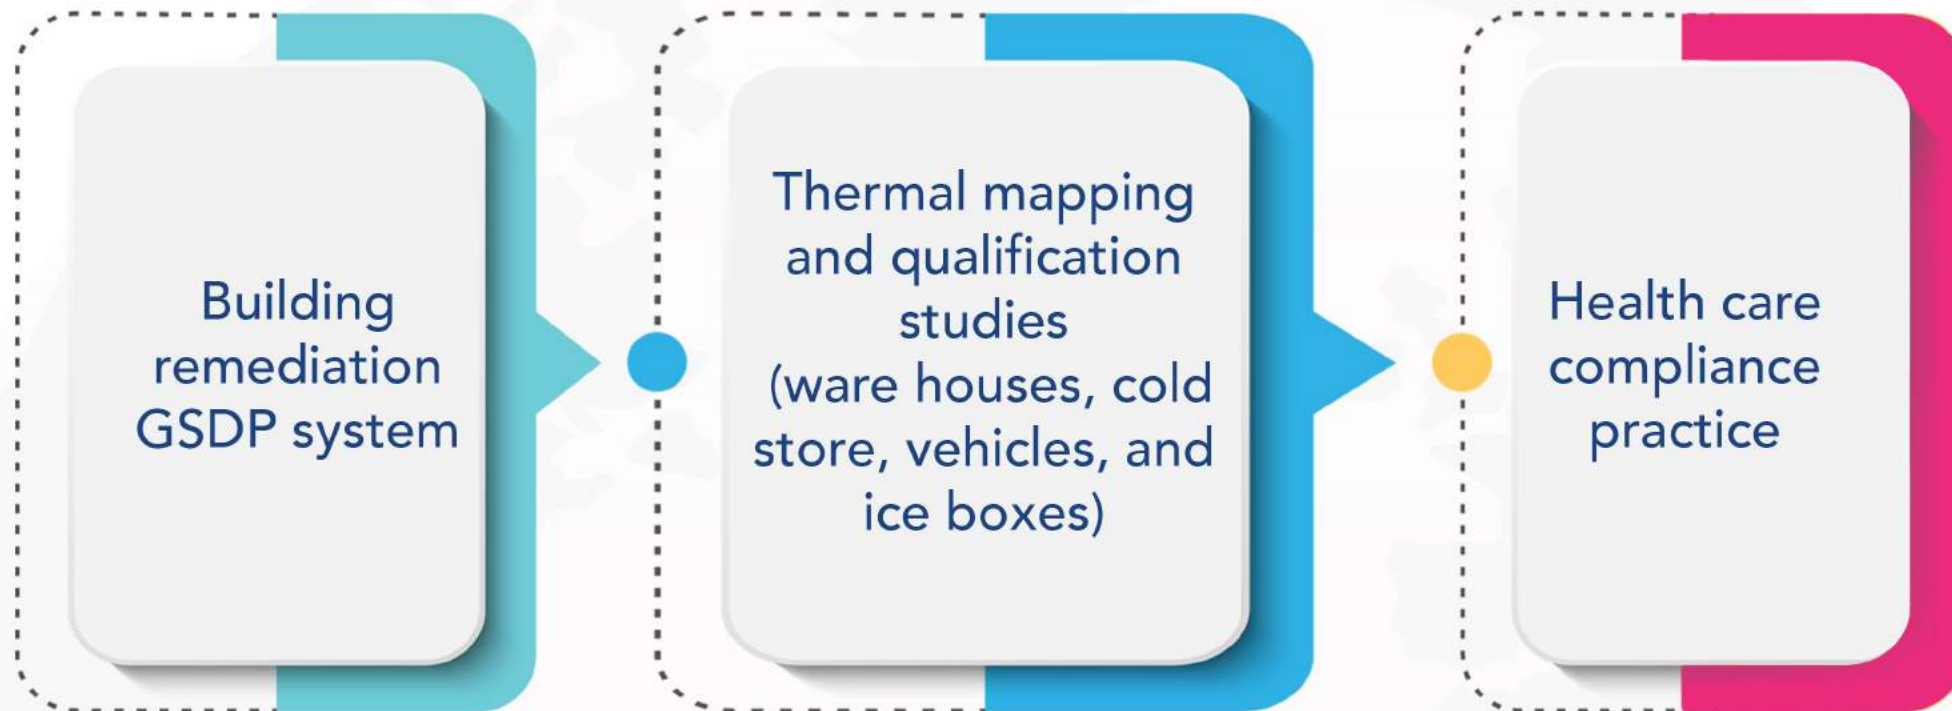 Building
remediation
GSDP system
Thermal mapping
and qualification
studies
(ware houses, cold
store, vehicles, and
ice boxes)
Health care
compliance
practice